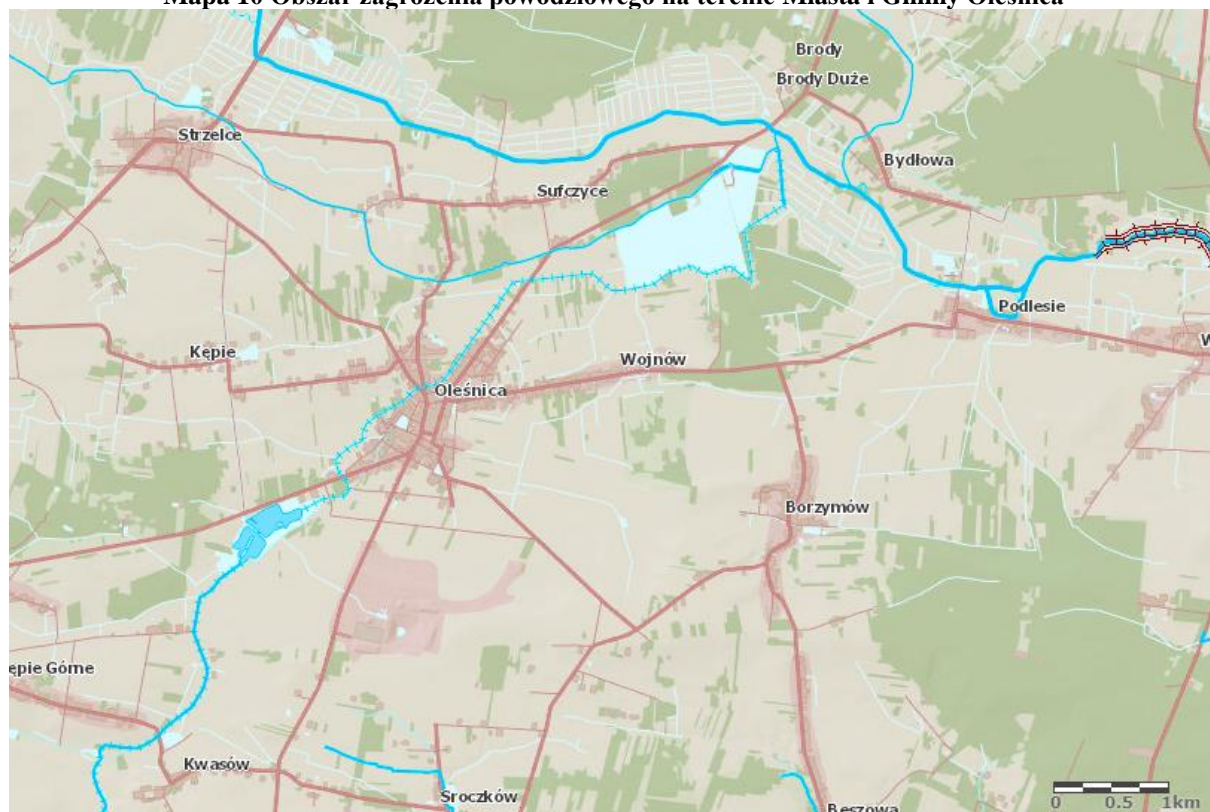 Mapa 10 Obszar zagrożenia powodziowego na terenie Miasta i Gminy Oleśnica
Brody
Brody Duże
Strzelce
Bydłowa
Sufczyce
Podlesie
W
Kępie
Wojnów
Oleśnica
Borzymów
ępie Górne
Kwasów
Sroczków
Beszowa
0 0.5 1km